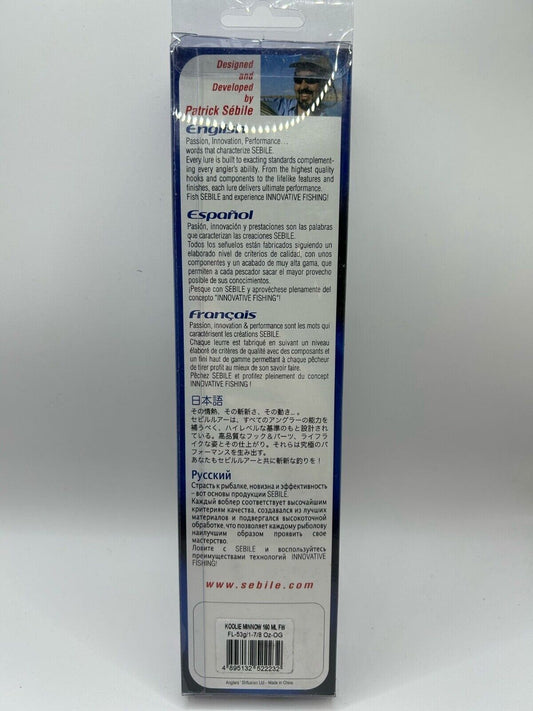 Designed
and
Developed
by
Patrick Sébile
English
Passion, Innovation, Performance...
words that characterize SEBILE.
Every lure is built to exacting standards complement-
ing every angler's ability. From the highest quality
hooks and components to the lifelike features and
finishes, each lure delivers ultimate performance.
Fish SEBILE and experience INNOVATIVE FISHING!
Español
Pasión, innovación y prestaciones son las palabras
que caracterizan las creaciones SEBILE.
Todos los señuelos están fabricados siguiendo un
elaborado nivel de criterios de calidad, con unos
componentes y un acabado de muy alta gama, que
permiten a cada pescador sacar el mayor provecho
posible de sus conocimientos.
¡Pesque con SEBILE y aprovéchese plenamente del
concepto "INNOVATIVE FISHING"!
Français
Passion, innovation & performance sont les mots qui
caractérisent les créations SEBILE.
Chaque leurre est fabriqué en suivant un niveau
élaboré de critères de qualité avec des composants et
un fini haut de gamme permettant à chaque pêcheur
de tirer profit au mieux de son savoir faire.
Pêchez SEBILE et profitez pleinement du concept
INNOVATIVE FISHING !
日本語
その情熱、その斬新さ、その動き...。
セビルルアーは、すべてのアングラーの能力を
補うべく、ハイレベルな基準のもと設計され
ている。高品質なフック＆パーツ、ライフラ
イクな姿とその仕上がり。それらは究極のパ
フォーマンスを生み出す。
あなたもセビルルアーと共に斬新な釣りを！
Русский
Страсть к рыбалке, новизна и эффективность
- вот основы продукции SEBILE.
Каждый воблер соответствует высочайшим
критериям качества, создавался из лучших
материалов и подвергался высокоточной
обработке, что позволяет каждому рыболову
наилучшим образом проявить свое
мастерство.
Ловите с SEBILE и воспользуйтесь
преимуществами технологий INNOVATIVE
FISHING!
www.sebile.com
KOOLIE MINNOW 160 ML FW
FL-53g/1-7/8 Oz-OG
4 895132 522232
Anglers' Diffusion Ltd - Made in China